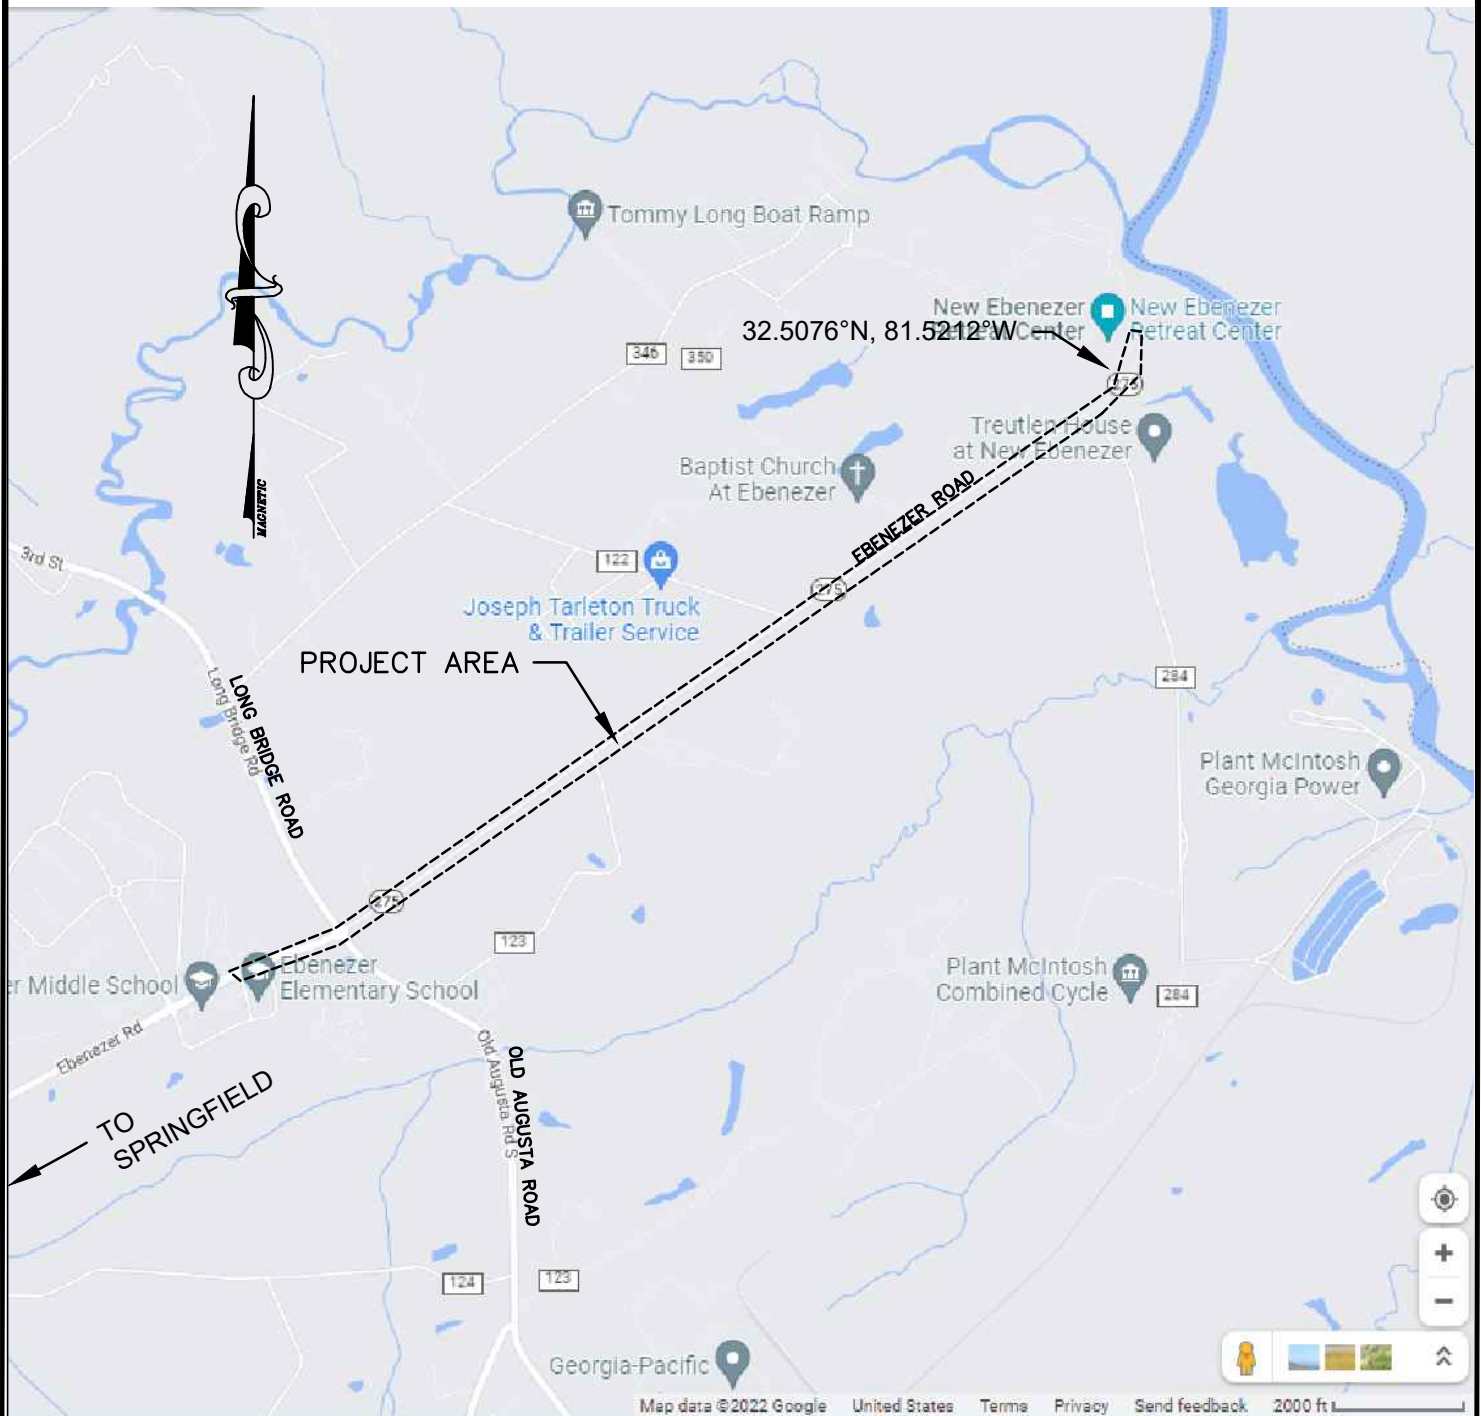 Tommy Long Boat Ramp
New Ebenezer
Retreat Center
New Ebenezer
Retreat Center
32.5076°N, 81.5212°W
346
350
275
MAGNETIC
Treutlen House
at New Ebenezer
Baptist Church
At Ebenezer
EBENEZER ROAD
3rd St
122
275
Joseph Tarleton Truck
& Trailer Service
PROJECT AREA
284
Long Bridge Rd
LONG BRIDGE ROAD
Plant McIntosh
Georgia Power
275
123
er Middle School
Ebenezer
Elementary School
Plant McIntosh
Combined Cycle
284
Ebenezer Rd
Old Augusta Rd S
OLD AUGUSTA ROAD
TO
SPRINGFIELD
124
123
Georgia-Pacific
Map data ©2022 Google United States Terms Privacy Send feedback 2000 ft